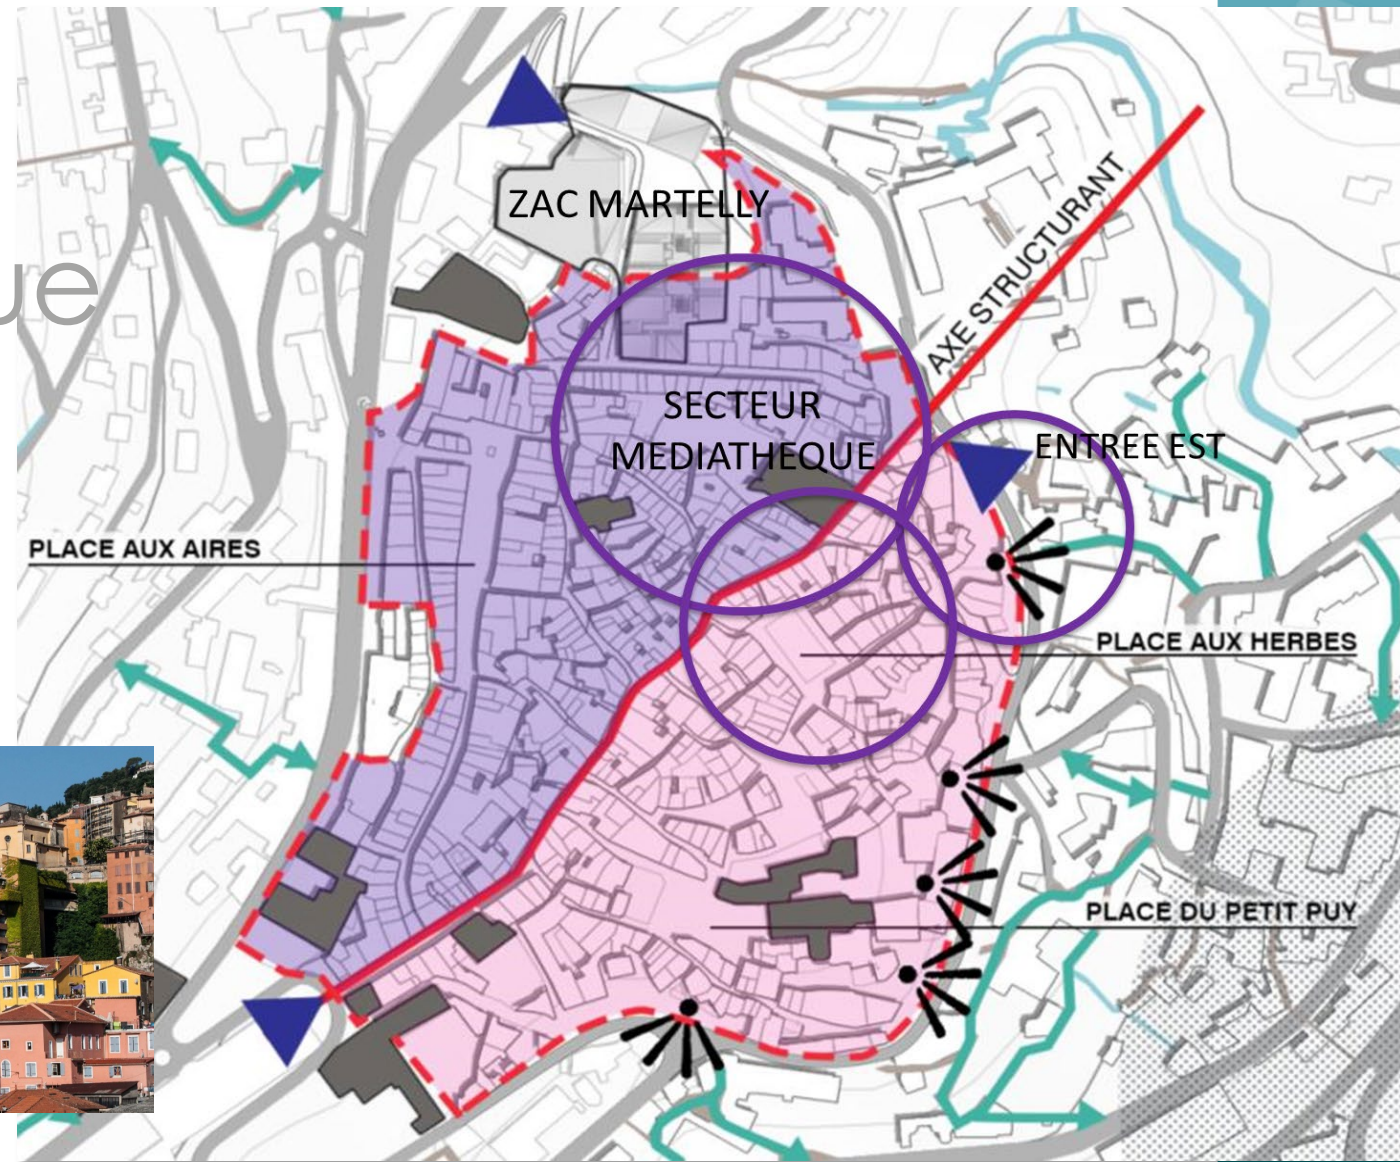 ZAC MARTELLY
AXE STRUCTURANT
ue
SECTEUR
MEDIATHEQUE
ENTREE EST
PLACE AUX AIRES
PLACE AUX HERBES
PLACE DU PETIT PUY